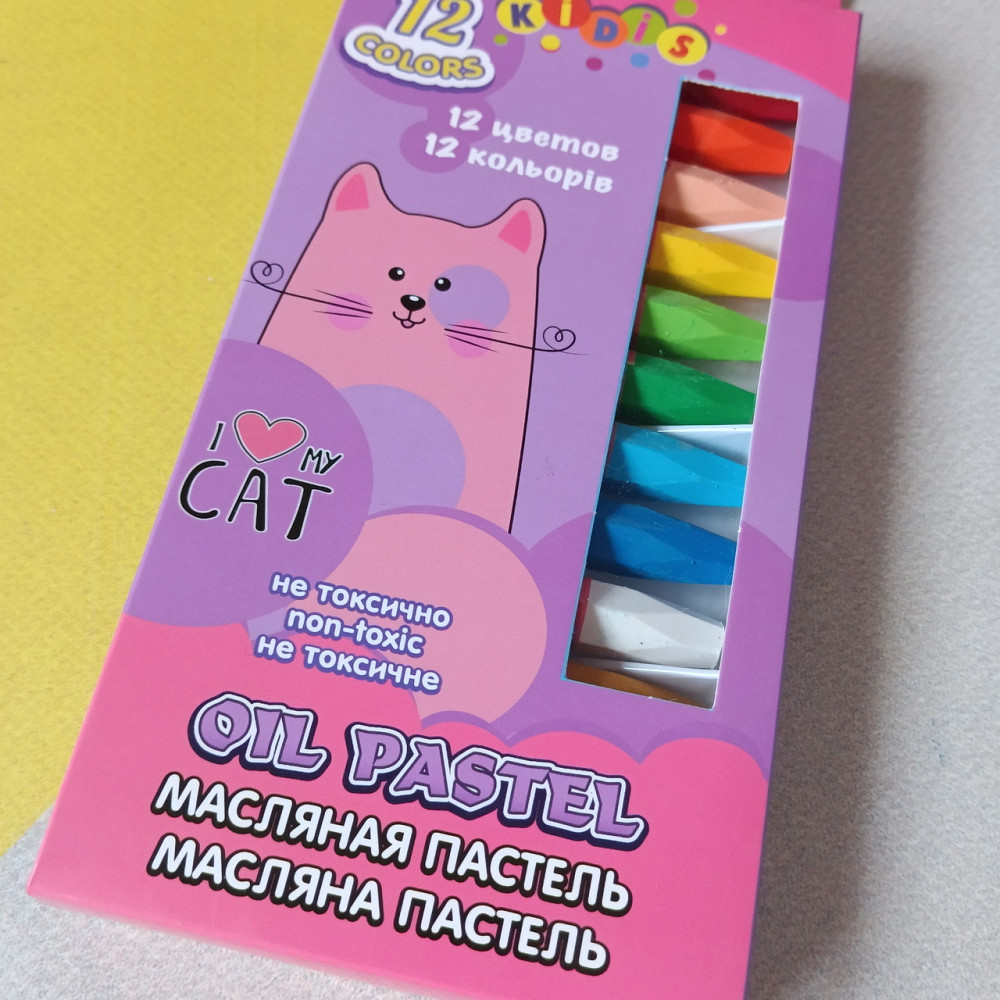 12
COLORS
KiDiS
12 цветов
12 кольорів
I MY
CAT
не токсично
non-toxic
не токсичне
OIL PASTEL
МАСЛЯНАЯ ПАСТЕЛЬ
МАСЛЯНА ПАСТЕЛЬ